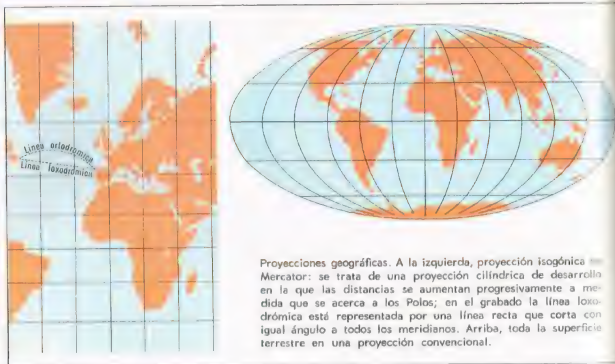 Línea ortodrómica
Línea loxodrómica
Proyecciones geográficas. A la izquierda, proyección isogónica
Mercator: se trata de una proyección cilíndrica de desarrollo
en la que las distancias se aumentan progresivamente a me-
dida que se acerca a los Polos; en el grabado la línea loxo-
drómica está representada por una línea recta que corta con
igual ángulo a todos los meridianos. Arriba, toda la superficie
terrestre en una proyección convencional.